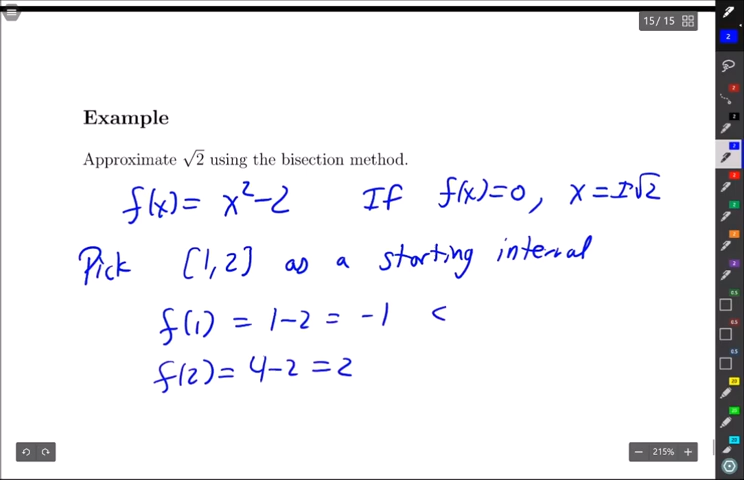 15 / 15
Example
Approximate √2 using the bisection method.
f(x) = x² - 2 If f(x) = 0, x = ±√2
Pick [1, 2] as a starting interval
f(1) = 1 - 2 = -1 <
f(2) = 4 - 2 = 2
215%